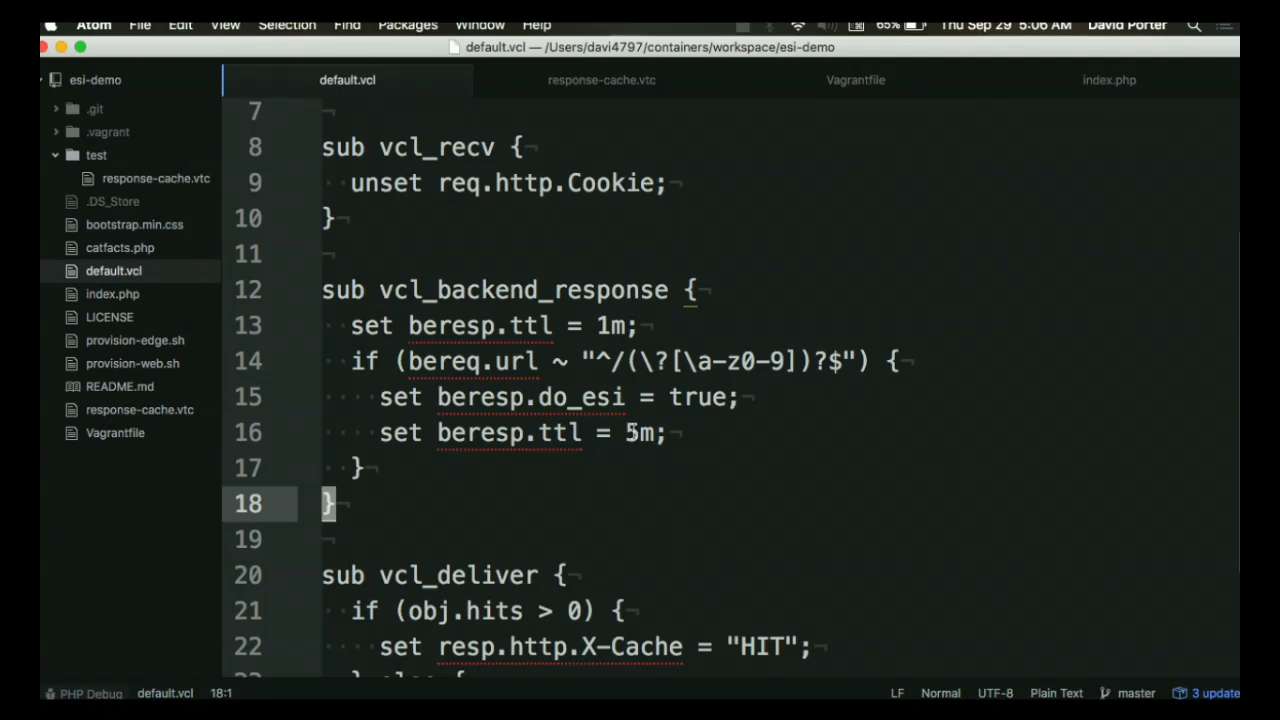 Atom File Edit View Selection Find Packages Window Help 65% Thu Sep 29 5:06 AM David Porter
default.vcl — /Users/davi4797/containers/workspace/esi-demo
esi-demo
.git
.vagrant
test
response-cache.vtc
.DS_Store
bootstrap.min.css
catfacts.php
default.vcl
index.php
LICENSE
provision-edge.sh
provision-web.sh
README.md
response-cache.vtc
Vagrantfile
default.vcl response-cache.vtc Vagrantfile index.php
7 ¬
8 sub vcl_recv {¬
9 ··unset req.http.Cookie;¬
10 }¬
11 ¬
12 sub vcl_backend_response {¬
13 ··set beresp.ttl = 1m;¬
14 ··if (bereq.url ~ "^/(\?[\a-z0-9])?$") {¬
15 ····set beresp.do_esi = true;¬
16 ····set beresp.ttl = 5m;¬
17 ··}¬
18 }¬
19 ¬
20 sub vcl_deliver {¬
21 ··if (obj.hits > 0) {¬
22 ····set resp.http.X-Cache = "HIT";¬
23 ··} else {
PHP Debug default.vcl 18:1 LF Normal UTF-8 Plain Text master 3 update